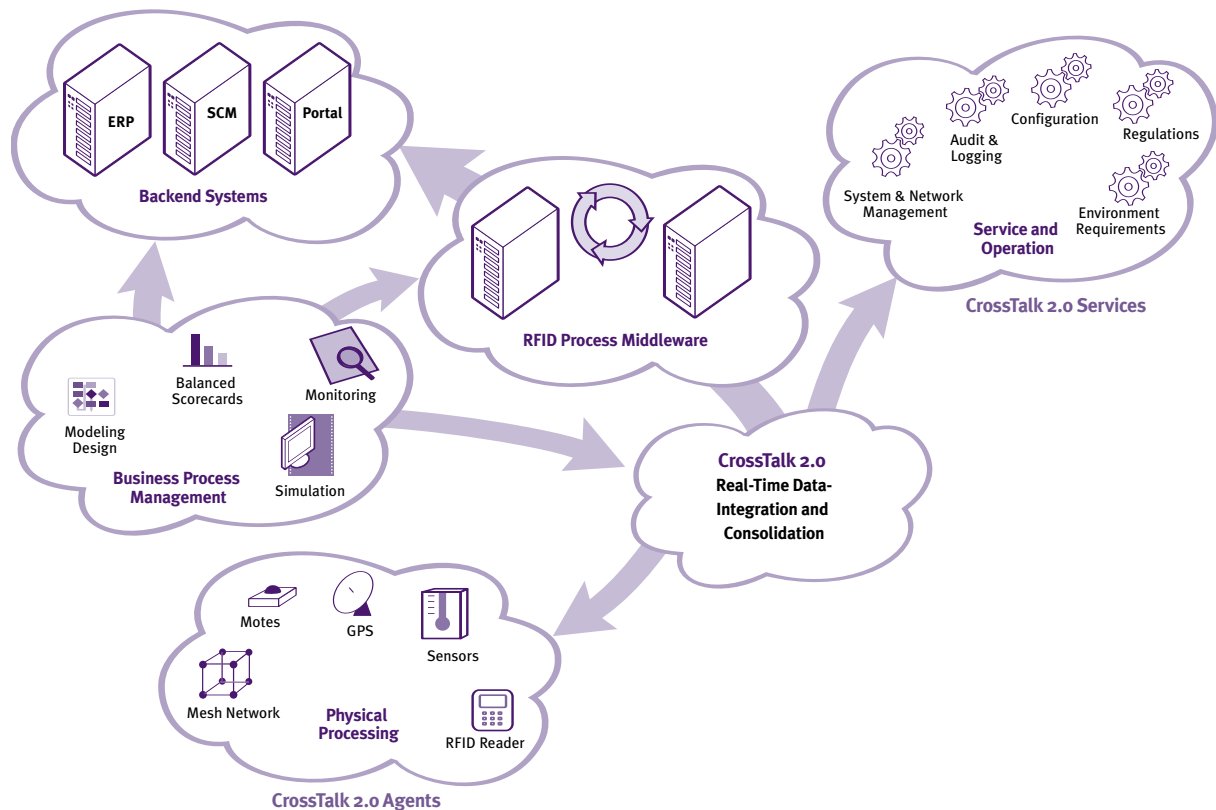 ERP
SCM
Portal
Backend Systems
Configuration
Audit &
Logging
Regulations
System & Network
Management
Environment
Requirements
Service and
Operation
CrossTalk 2.0 Services
RFID Process Middleware
Balanced
Scorecards
Monitoring
Modeling
Design
Simulation
Business Process
Management
CrossTalk 2.0
Real-Time Data-
Integration and
Consolidation
Motes
GPS
Sensors
Mesh Network
Physical
Processing
RFID Reader
CrossTalk 2.0 Agents